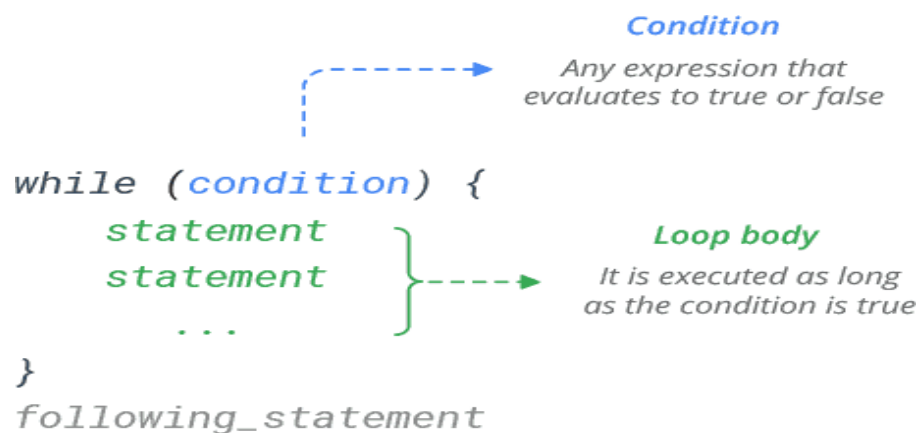 Condition
Any expression that
evaluates to true or false
while (condition) {
statement
statement
...
}
following_statement
Loop body
It is executed as long
as the condition is true